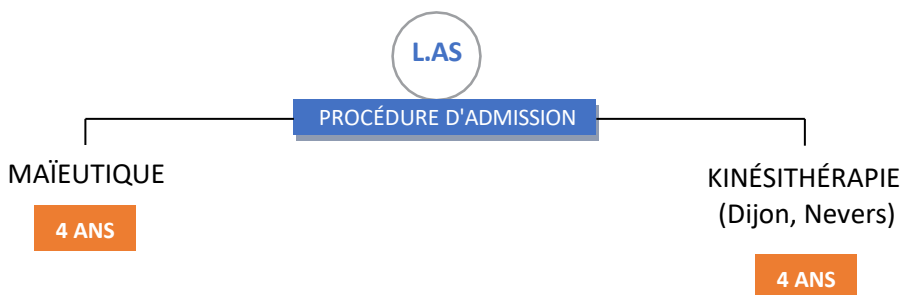 L.AS
PROCÉDURE D'ADMISSION
MAÏEUTIQUE
4 ANS
KINÉSITHÉRAPIE
(Dijon, Nevers)
4 ANS